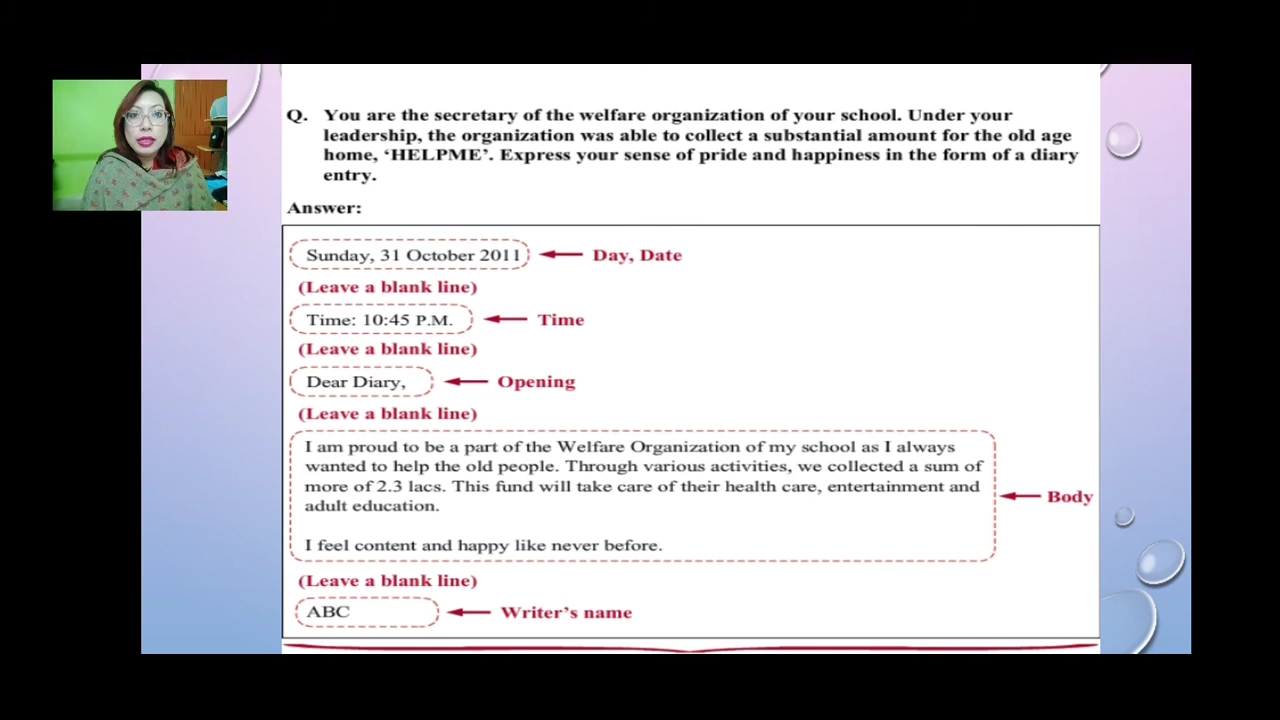 Q. You are the secretary of the welfare organization of your school. Under your
leadership, the organization was able to collect a substantial amount for the old age
home, ‘HELPME’. Express your sense of pride and happiness in the form of a diary
entry.
Answer:
Sunday, 31 October 2011 Day, Date
(Leave a blank line)
Time: 10:45 P.M. Time
(Leave a blank line)
Dear Diary, Opening
(Leave a blank line)
I am proud to be a part of the Welfare Organization of my school as I always
wanted to help the old people. Through various activities, we collected a sum of
more of 2.3 lacs. This fund will take care of their health care, entertainment and
adult education.
I feel content and happy like never before.
Body
(Leave a blank line)
ABC Writer’s name